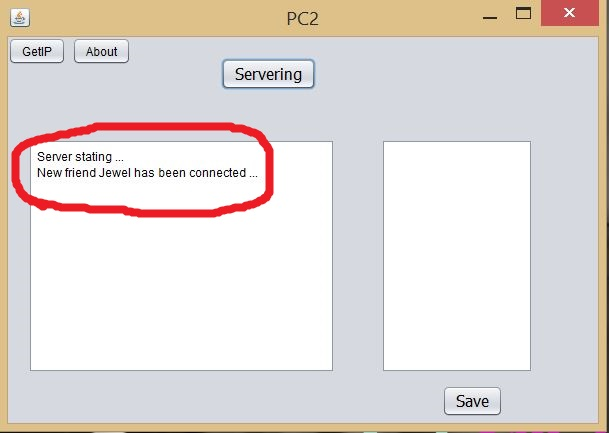 PC2
GetIP About
Servering
Server stating ...
New friend Jewel has been connected ...
Save